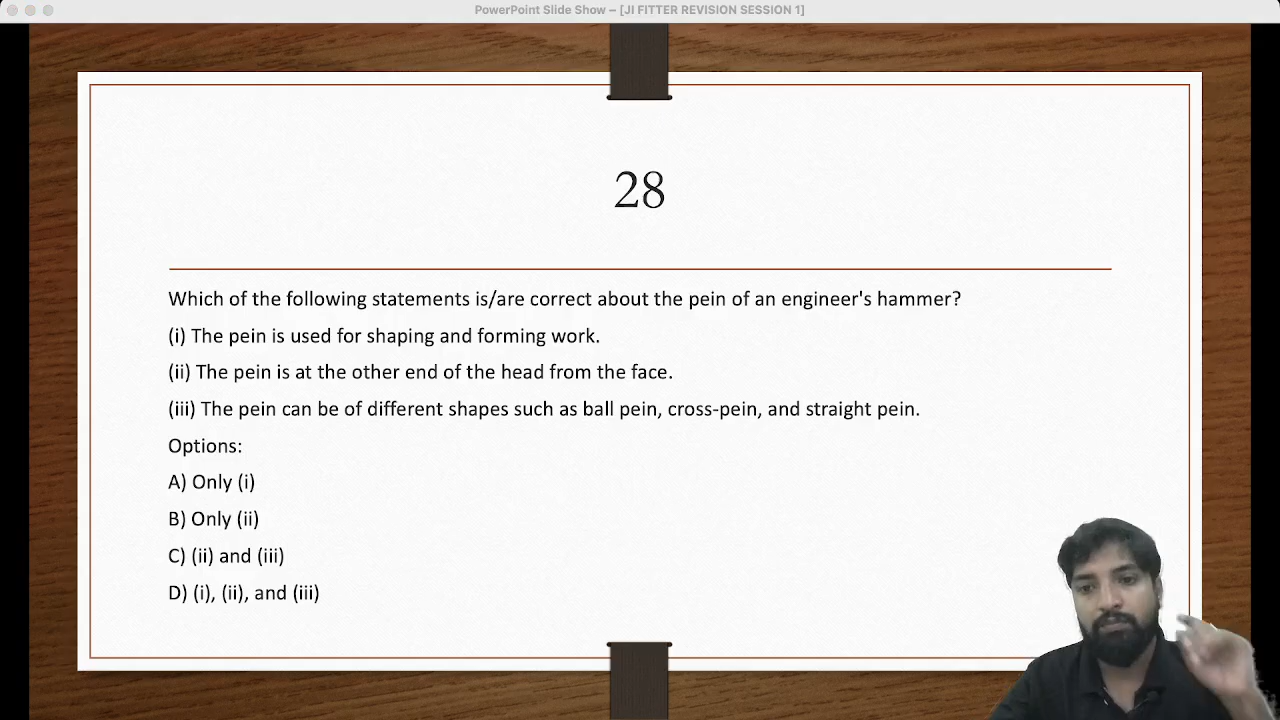 PowerPoint Slide Show – [JI FITTER REVISION SESSION 1]
28
Which of the following statements is/are correct about the pein of an engineer's hammer?
(i) The pein is used for shaping and forming work.
(ii) The pein is at the other end of the head from the face.
(iii) The pein can be of different shapes such as ball pein, cross-pein, and straight pein.
Options:
A) Only (i)
B) Only (ii)
C) (ii) and (iii)
D) (i), (ii), and (iii)